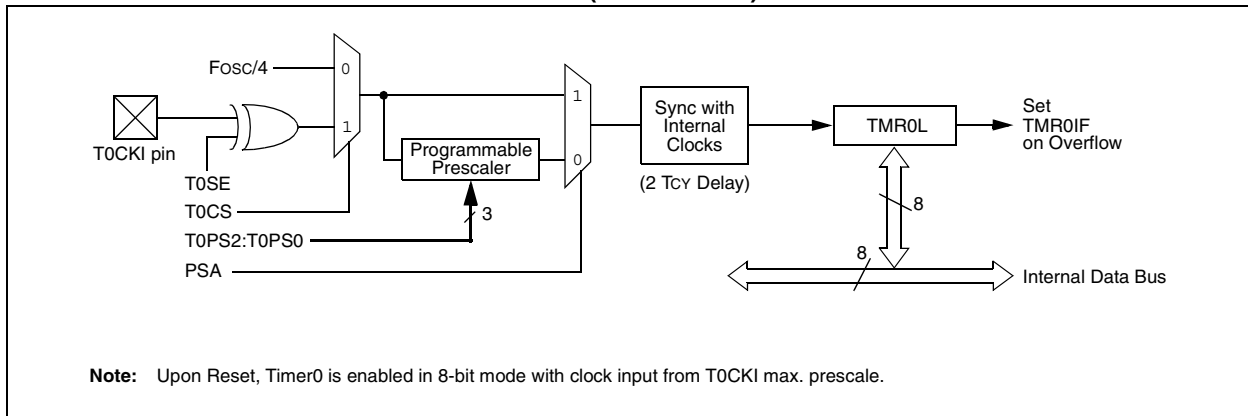 Fosc/4
0
1
T0CKI pin
T0SE
T0CS
T0PS2:T0PS0
PSA
Programmable
Prescaler
3
1
0
Sync with
Internal
Clocks
(2 TCY Delay)
TMR0L
Set
TMR0IF
on Overflow
8
8
Internal Data Bus
Note: Upon Reset, Timer0 is enabled in 8-bit mode with clock input from T0CKI max. prescale.